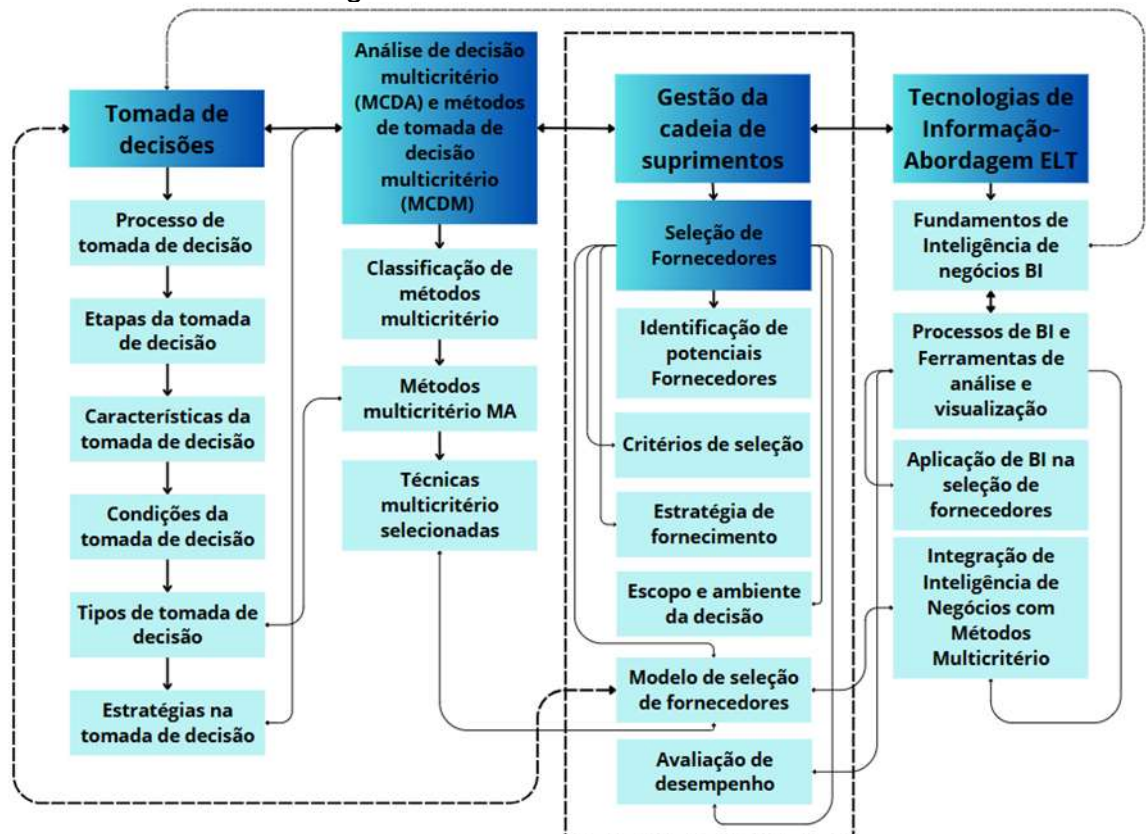 Tomada de
decisões
Processo de
tomada de decisão
Etapas da tomada
de decisão
Características da
tomada de decisão
Condições da
tomada de decisão
Tipos de tomada de
decisão
Estratégias na
tomada de decisão
Análise de decisão
multicritério
(MCDA) e métodos
de tomada de
decisão
multicritério
(MCDM)
Classificação de
métodos
multicritério
Métodos
multicritério MA
Técnicas
multicritério
selecionadas
Gestão da
cadeia de
suprimentos
Seleção de
Fornecedores
Identificação de
potenciais
Fornecedores
Critérios de seleção
Estratégia de
fornecimento
Escopo e ambiente
da decisão
Modelo de seleção
de fornecedores
Avaliação de
desempenho
Tecnologias de
Informação-
Abordagem ELT
Fundamentos de
Inteligência de
negócios BI
Processos de BI e
Ferramentas de
análise e
visualização
Aplicação de BI na
seleção de
fornecedores
Integração de
Inteligência de
Negócios com
Métodos
Multicritério